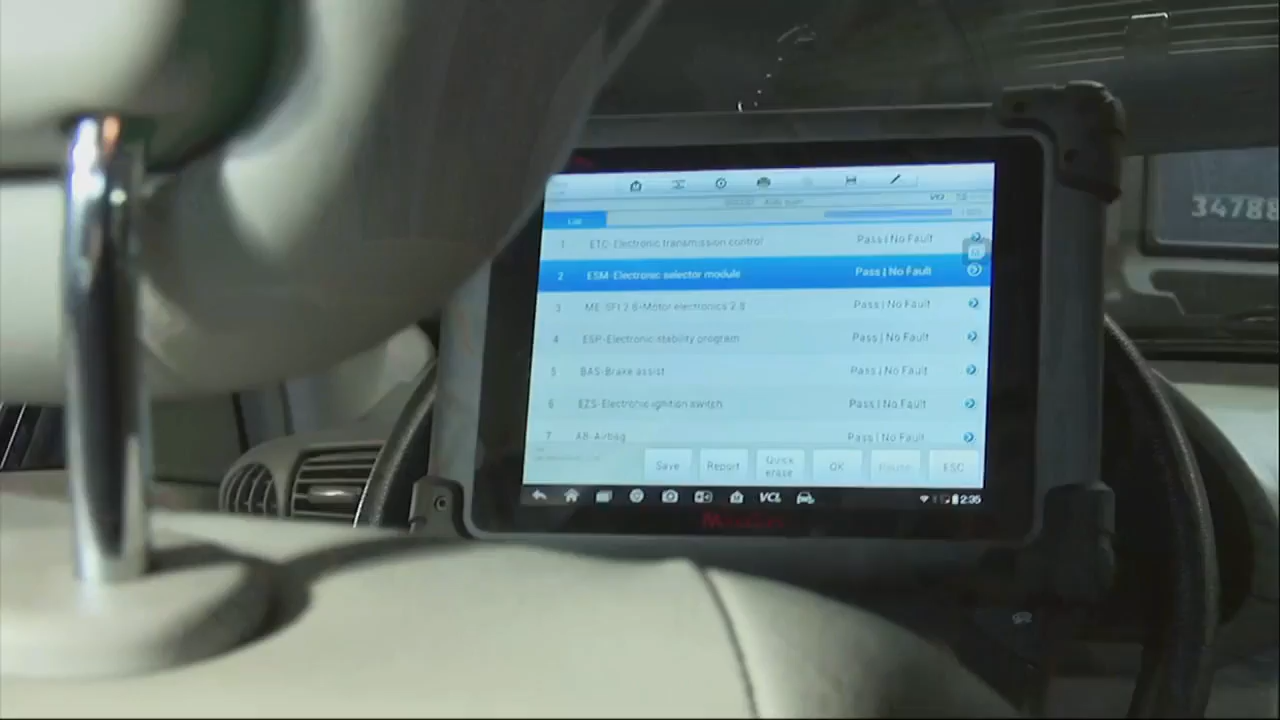 List
34788
1 ETC-Electronic transmission control Pass | No Fault
2 ESM-Electronic selector module Pass | No Fault
3 ME-SFI 2.8-Motor electronics 2.8 Pass | No Fault
4 ESP-Electronic stability program Pass | No Fault
5 BAS-Brake assist Pass | No Fault
6 EZS-Electronic ignition switch Pass | No Fault
7 AB-Airbag Pass | No Fault
Save Report Quick erase OK Pause ESC
VCI 2:35